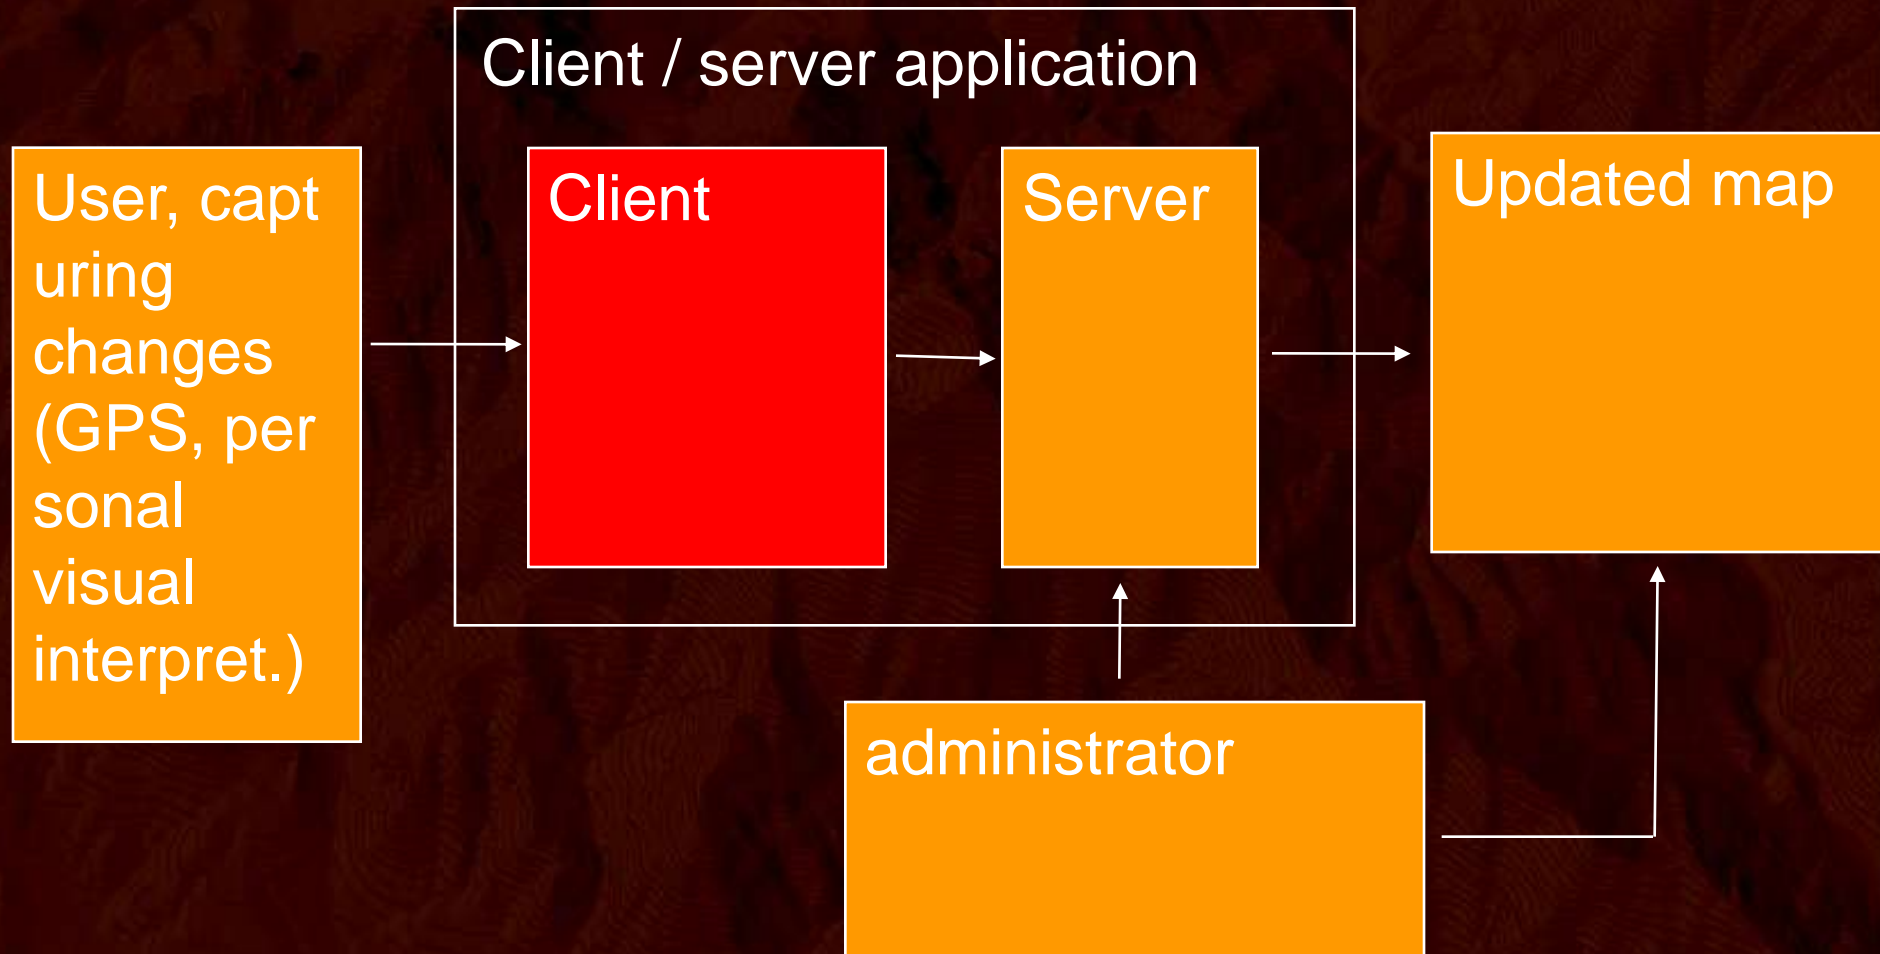 Client / server application
User, capt
uring
changes
(GPS, per
sonal
visual
interpret.)
Client
Server
Updated map
administrator